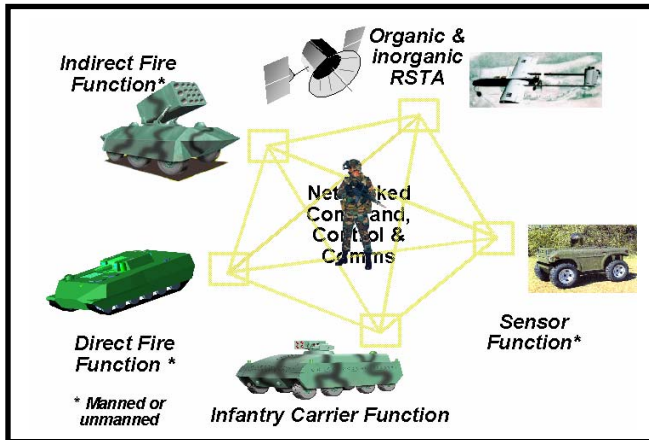 Indirect Fire
Function*
Organic &
inorganic
RSTA
Networked
Command,
Control &
Comms
Direct Fire
Function *
Sensor
Function*
* Manned or
unmanned
Infantry Carrier Function